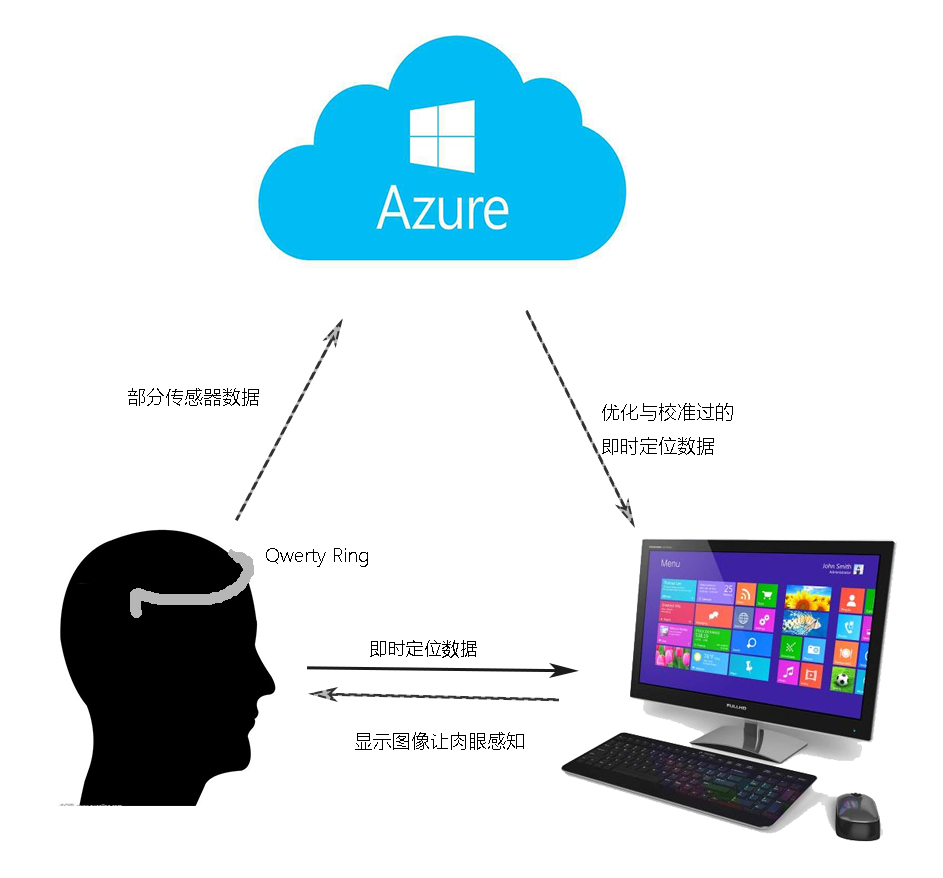 Azure
部分传感器数据
优化与校准过的
即时定位数据
Qwerty Ring
即时定位数据
显示图像让肉眼感知
Menu
John Smith
25
FULLHD